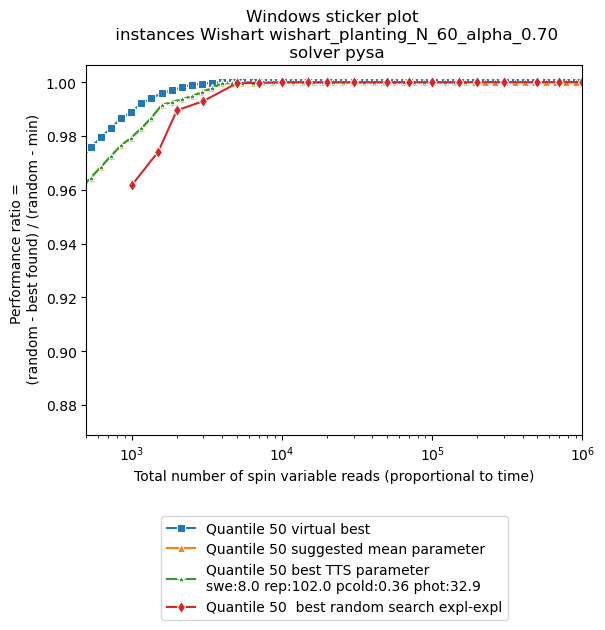 Windows sticker plot
instances Wishart wishart_planting_N_60_alpha_0.70
solver pysa
Performance ratio =
(random - best found) / (random - min)
1.00
0.98
0.96
0.94
0.92
0.90
0.88
10³
10⁴
10⁵
10⁶
Total number of spin variable reads (proportional to time)
Quantile 50 virtual best
Quantile 50 suggested mean parameter
Quantile 50 best TTS parameter
swe:8.0 rep:102.0 pcold:0.36 phot:32.9
Quantile 50  best random search expl-expl